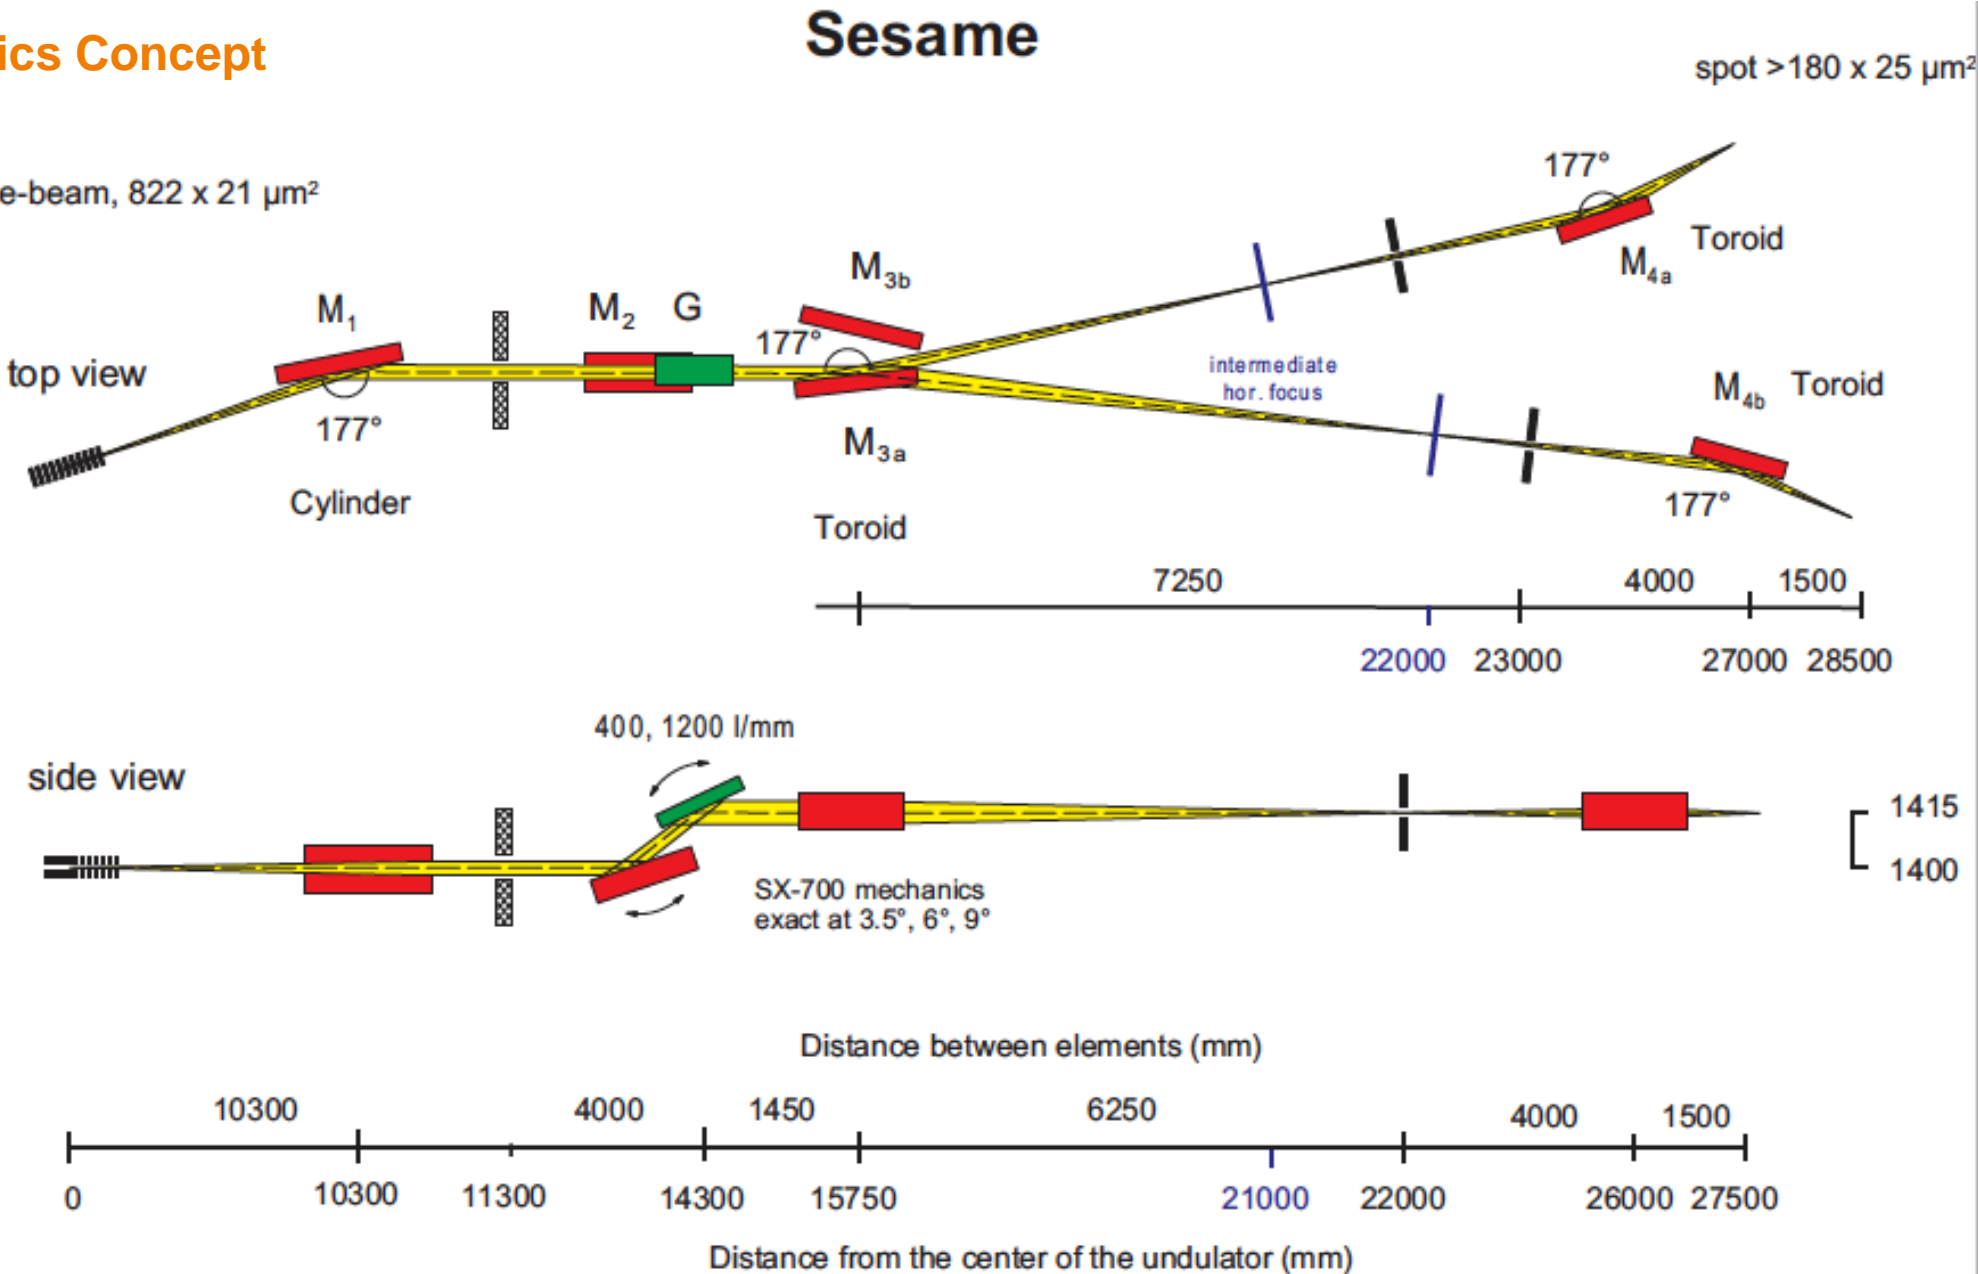 ics Concept
Sesame
spot >180 x 25 µm²
e-beam, 822 x 21 µm²
177°
Toroid
M4a
M3b
M1
M2
G
177°
top view
intermediate
hor. focus
M4b
Toroid
177°
M3a
177°
Cylinder
Toroid
7250
4000
1500
22000
23000
27000
28500
400, 1200 l/mm
side view
1415
1400
SX-700 mechanics
exact at 3.5°, 6°, 9°
Distance between elements (mm)
10300
4000
1450
6250
4000
1500
0
10300
11300
14300
15750
21000
22000
26000
27500
Distance from the center of the undulator (mm)